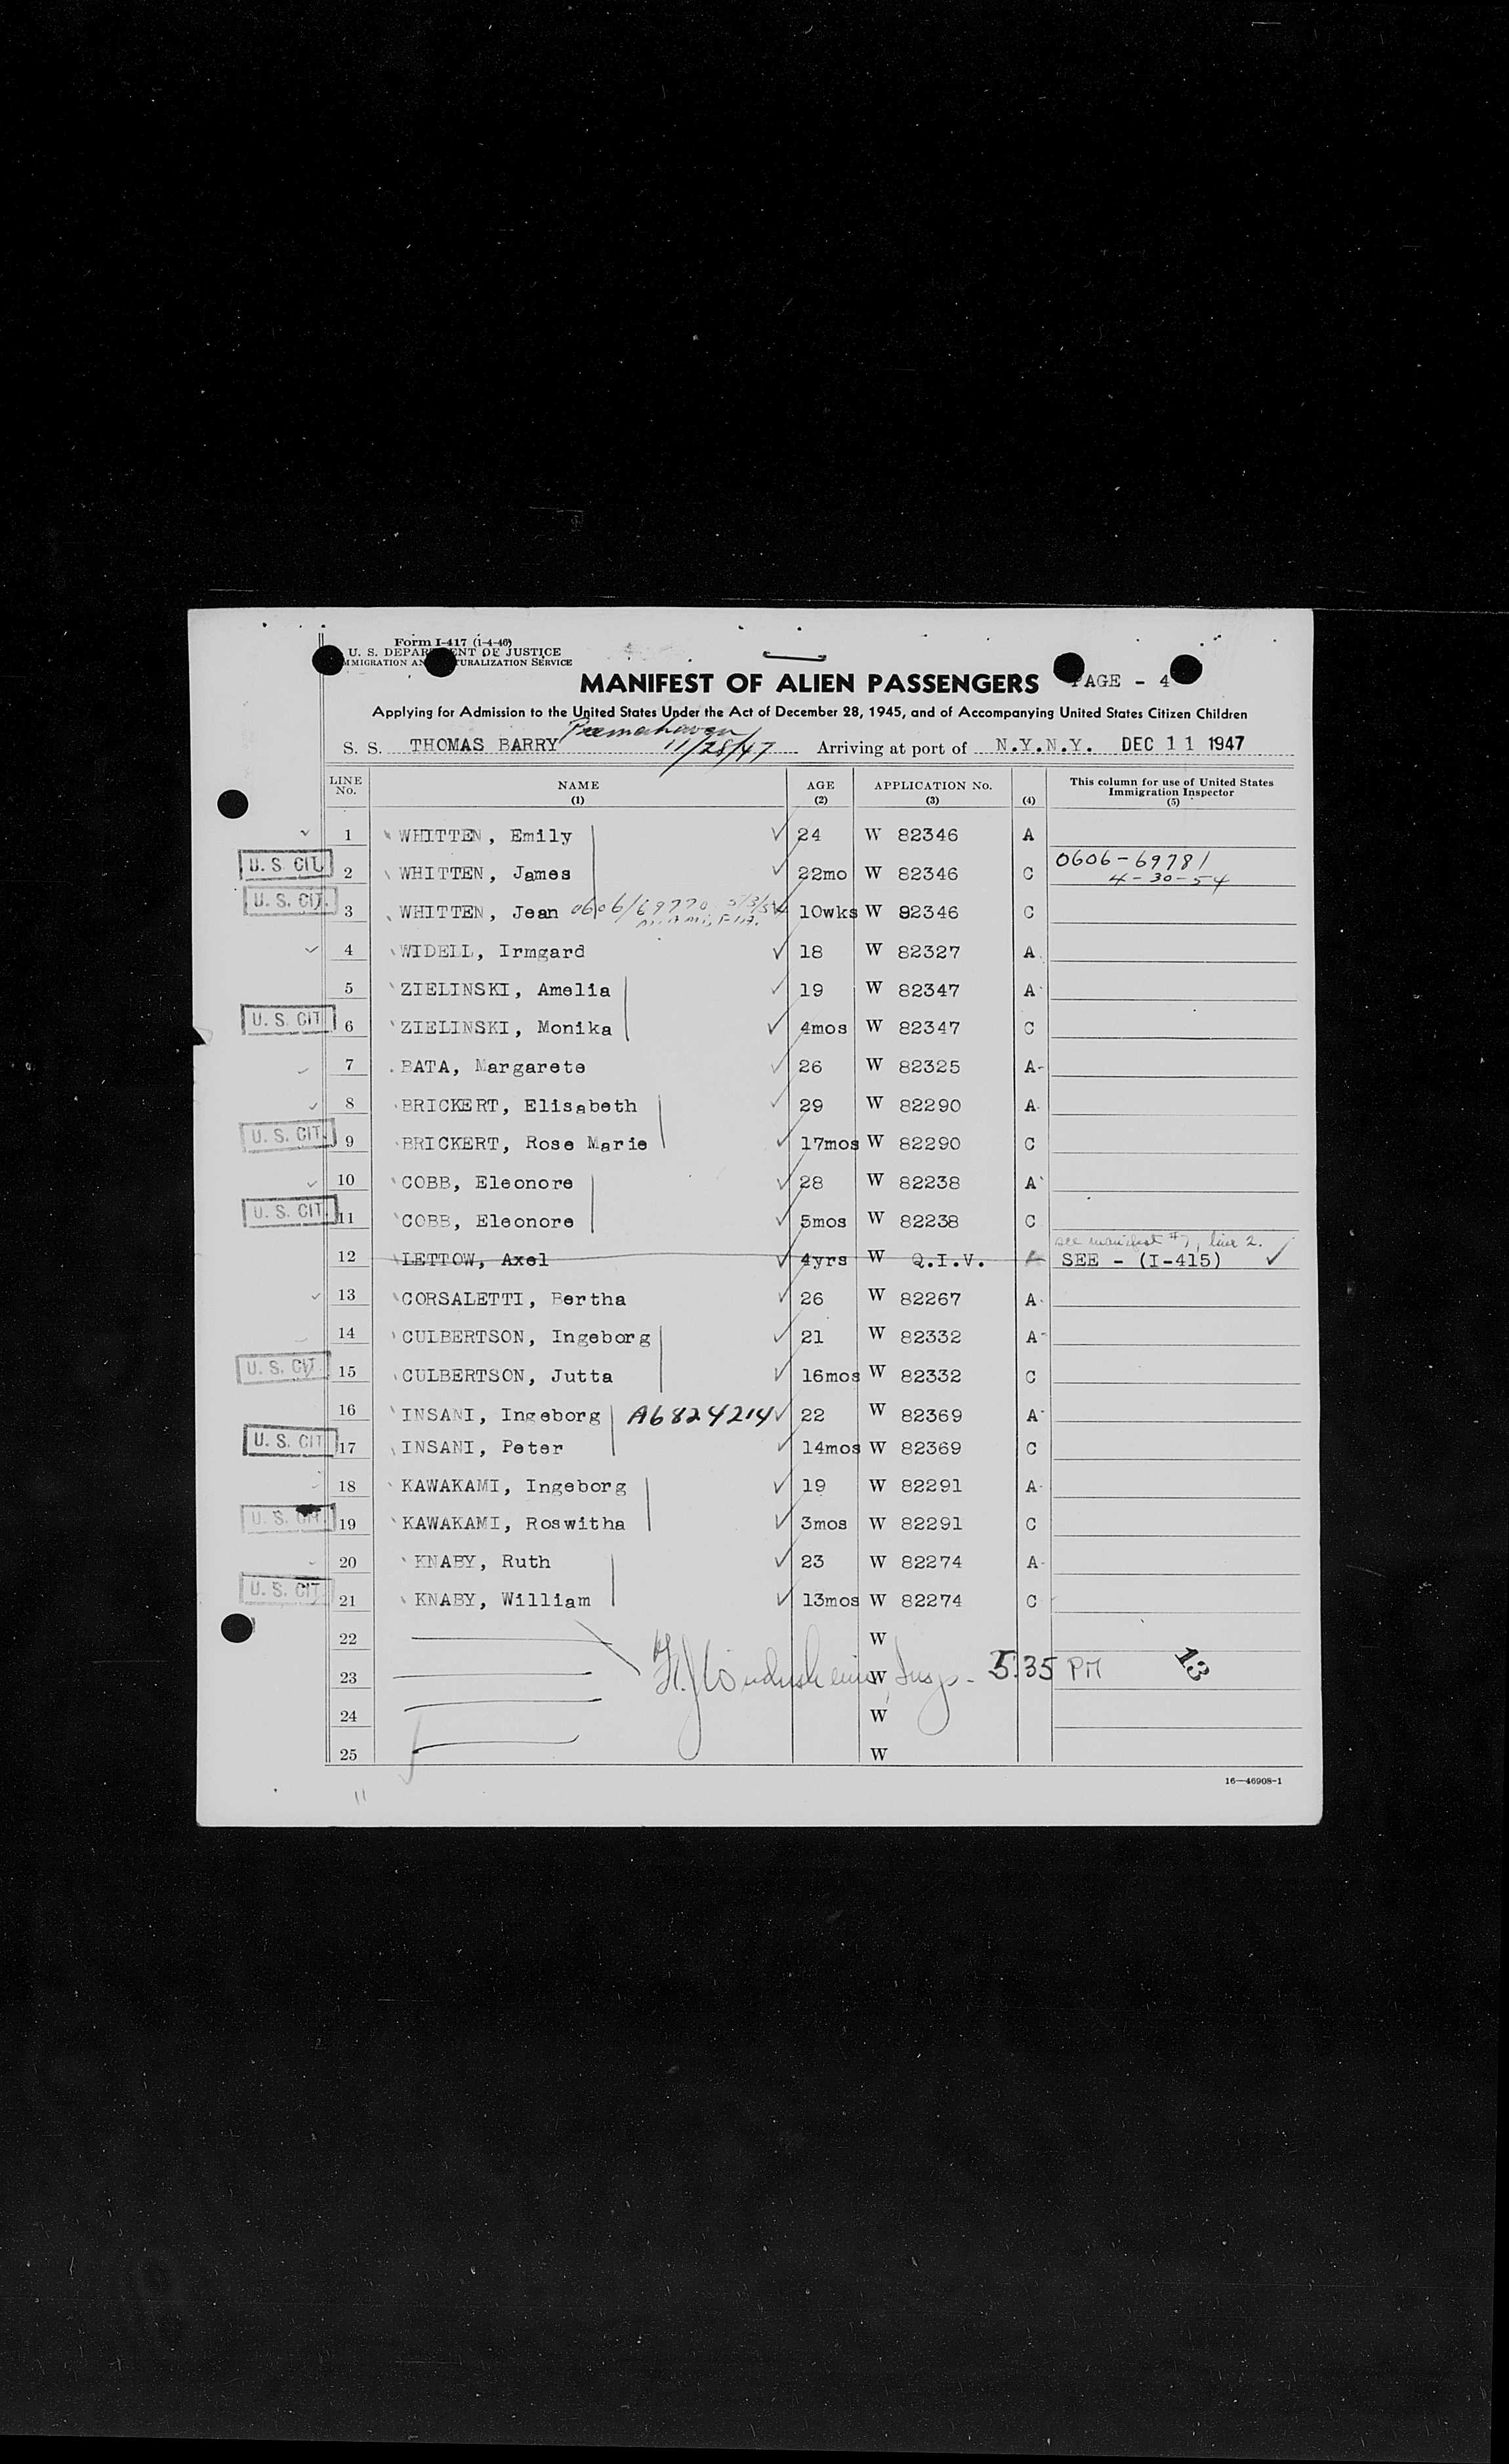 Form I-417 (1-4-46)
U. S. DEPARTMENT OF JUSTICE
IMMIGRATION AND NATURALIZATION SERVICE
MANIFEST OF ALIEN PASSENGERS PAGE - 4
Applying for Admission to the United States Under the Act of December 28, 1945, and of Accompanying United States Citizen Children
S. S. THOMAS BARRY 11/28/47 Arriving at port of N.Y.N.Y. DEC 11 1947
LINE No. NAME (1) AGE (2) APPLICATION No. (3) (4) This column for use of United States Immigration Inspector (5)
1 WHITTEN, Emily 24 W 82346 A
U. S. CIT. 2 WHITTEN, James 22mo W 82346 C 0606-69781 4-30-54
U. S. CIT. 3 WHITTEN, Jean 0606/69770 10wks W 82346 C
4 WIDELL, Irmgard 18 W 82327 A
5 ZIELINSKI, Amelia 19 W 82347 A
U. S. CIT 6 ZIELINSKI, Monika 4mos W 82347 C
7 BATA, Margarete 26 W 82325 A
8 BRICKERT, Elisabeth 29 W 82290 A
U. S. CIT. 9 BRICKERT, Rose Marie 17mos W 82290 C
10 COBB, Eleonore 28 W 82238 A
U. S. CIT. 11 COBB, Eleonore 5mos W 82238 C
see manifest #7, line 2.
12 LETTOW, Axel 4yrs W Q.I.V. A SEE - (I-415)
13 CORSALETTI, Bertha 26 W 82267 A
14 CULBERTSON, Ingeborg 21 W 82332 A
U. S. CIT. 15 CULBERTSON, Jutta 16mos W 82332 C
16 INSANI, Ingeborg A6824214 22 W 82369 A
U. S. CIT 17 INSANI, Peter 14mos W 82369 C
18 KAWAKAMI, Ingeborg 19 W 82291 A
U. S. CIT. 19 KAWAKAMI, Roswitha 3mos W 82291 C
20 KNABY, Ruth 23 W 82274 A
U. S. CIT 21 KNABY, William 13mos W 82274 C
22 W
23 W Insp- 5.35 PM 13
24 W
25 W
16—46908-1
11